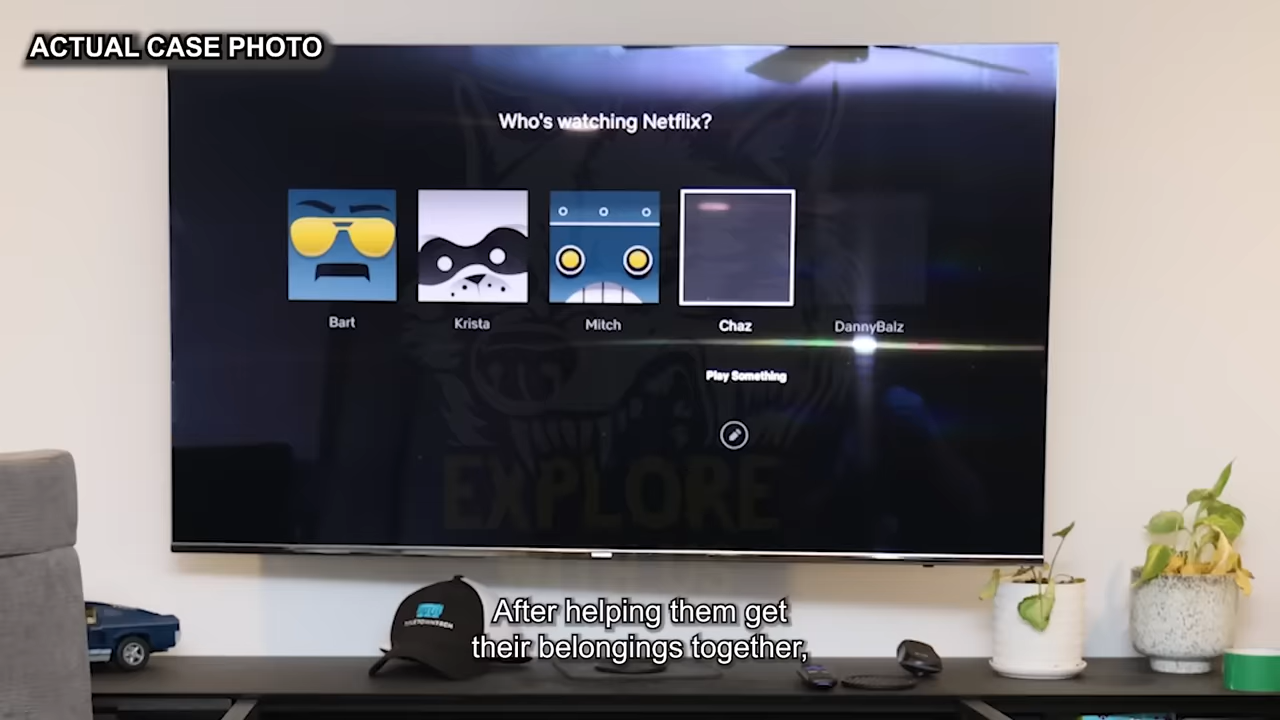 ACTUAL CASE PHOTO
Who's watching Netflix?
Bart
Krista
Mitch
Chaz
DannyBalz
Play Something
EXPLORE
After helping them get
their belongings together,